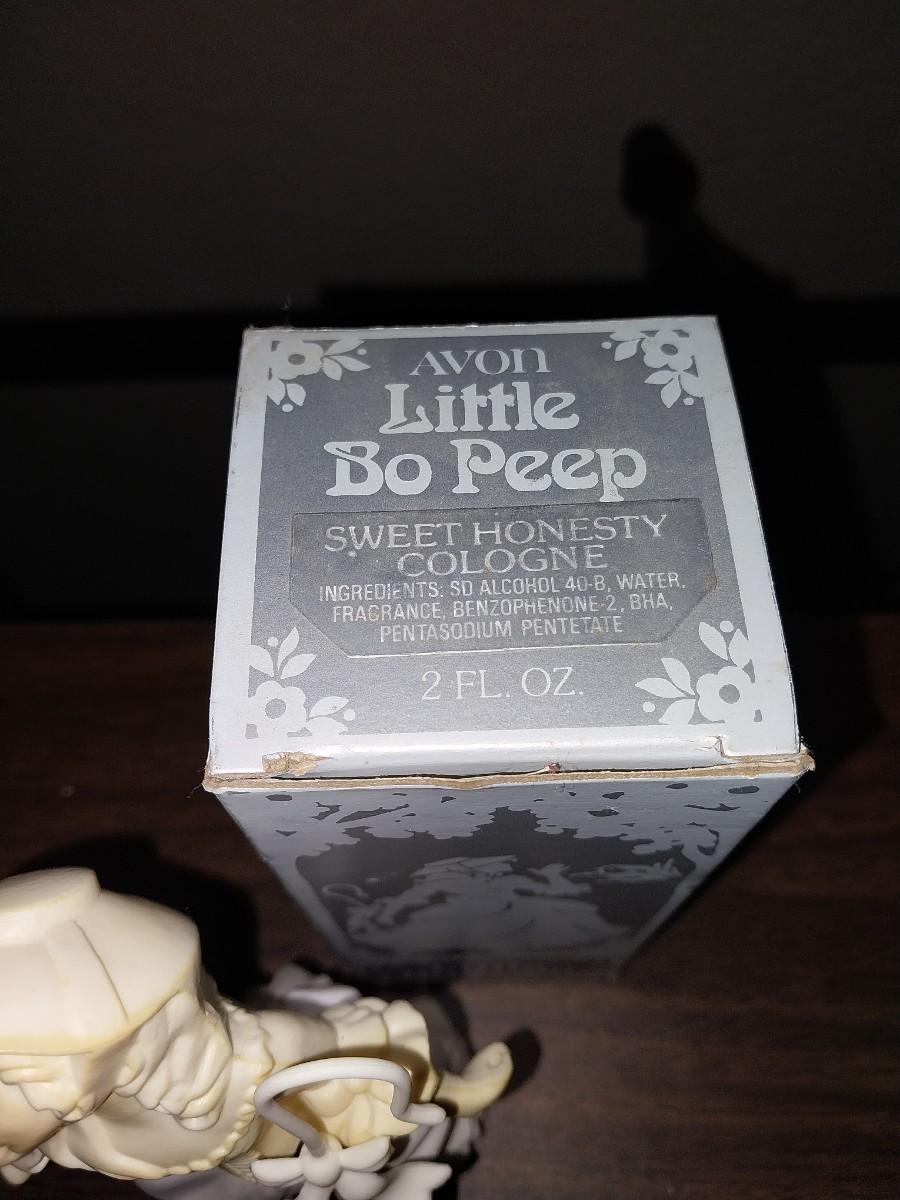 AVON
Little
Bo Peep
SWEET HONESTY
COLOGNE
INGREDIENTS: SD ALCOHOL 40-B, WATER,
FRAGRANCE, BENZOPHENONE-2, BHA,
PENTASODIUM PENTETATE
2 FL. OZ.